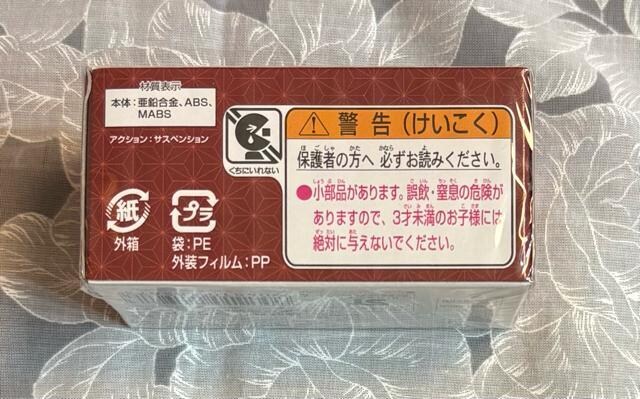 材質表示
本体：亜鉛合金、ABS、
MABS
アクション：サスペンション
くちにいれない
警告（けいこく）
保護者の方へ 必ずお読みください。
●小部品があります。誤飲・窒息の危険が
ありますので、3才未満のお子様には
絶対に与えないでください。
紙
外箱
プラ
袋：PE
外装フィルム：PP